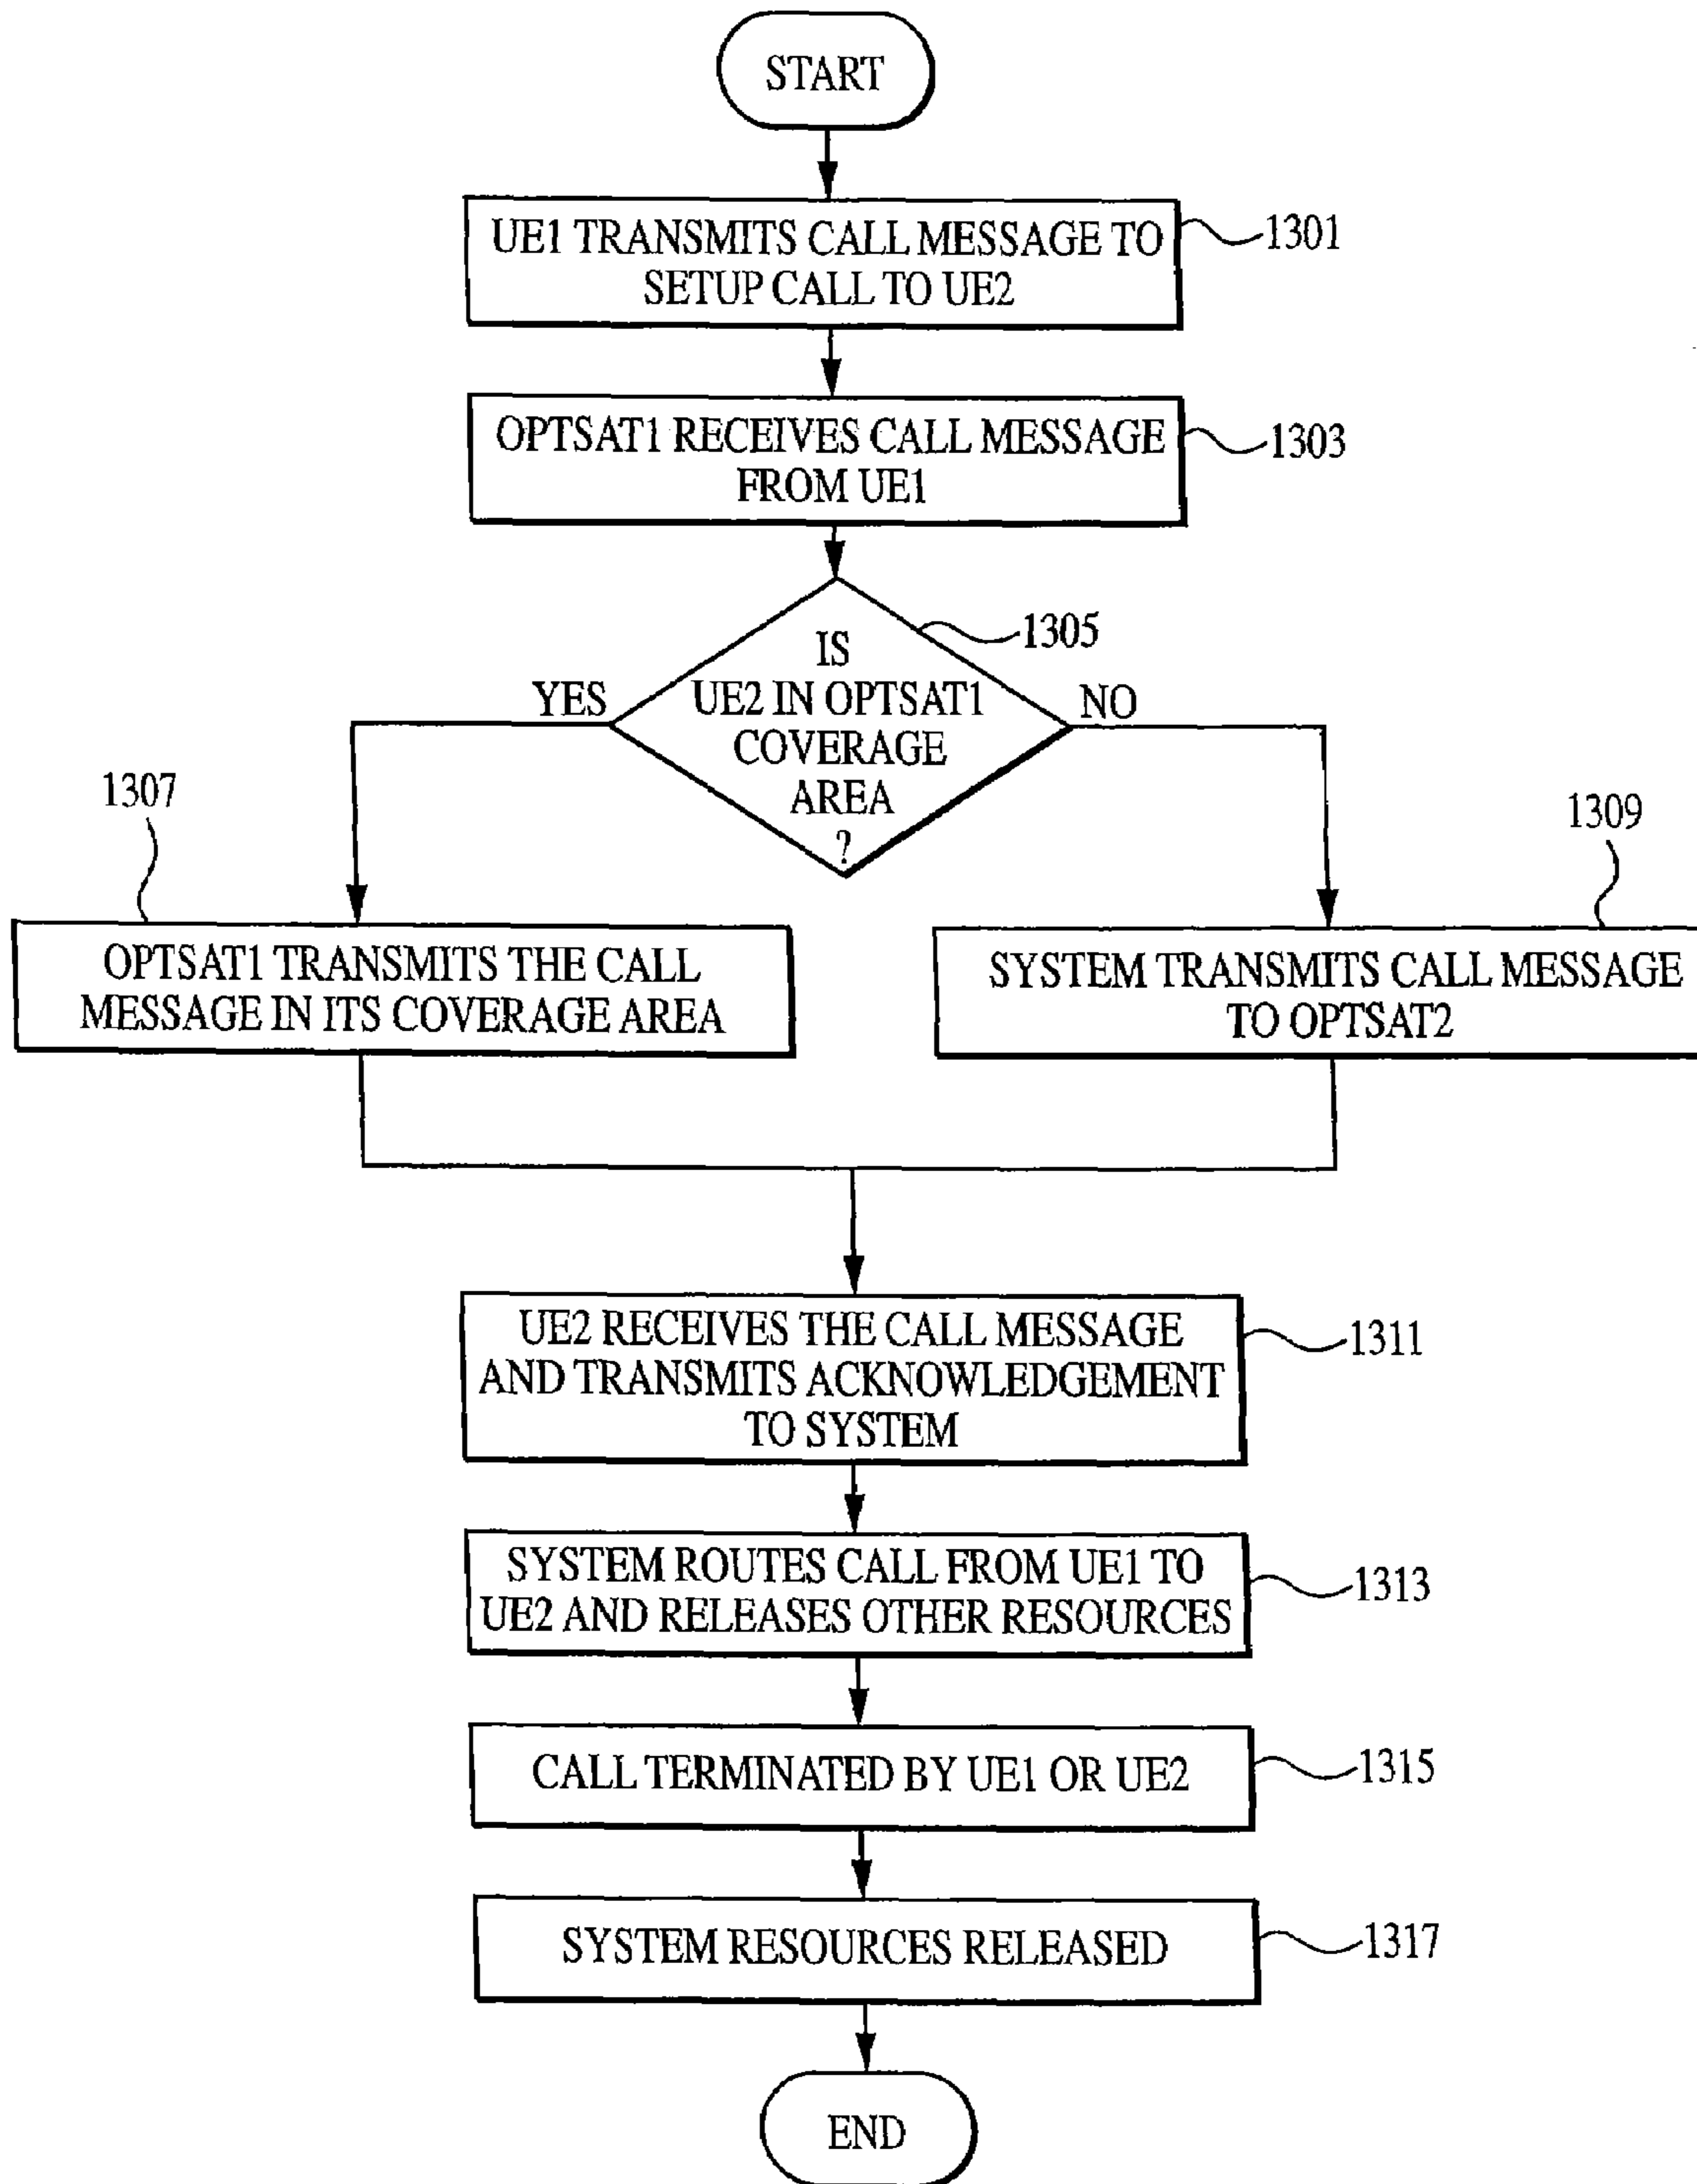 START
UE1 TRANSMITS CALL MESSAGE TO
SETUP CALL TO UE2
1301
OPTSAT1 RECEIVES CALL MESSAGE
FROM UE1
1303
IS
UE2 IN OPTSAT1
COVERAGE
AREA
?
1305
YES
NO
1307
1309
OPTSAT1 TRANSMITS THE CALL
MESSAGE IN ITS COVERAGE AREA
SYSTEM TRANSMITS CALL MESSAGE
TO OPTSAT2
UE2 RECEIVES THE CALL MESSAGE
AND TRANSMITS ACKNOWLEDGEMENT
TO SYSTEM
1311
SYSTEM ROUTES CALL FROM UE1 TO
UE2 AND RELEASES OTHER RESOURCES
1313
CALL TERMINATED BY UE1 OR UE2
1315
SYSTEM RESOURCES RELEASED
1317
END